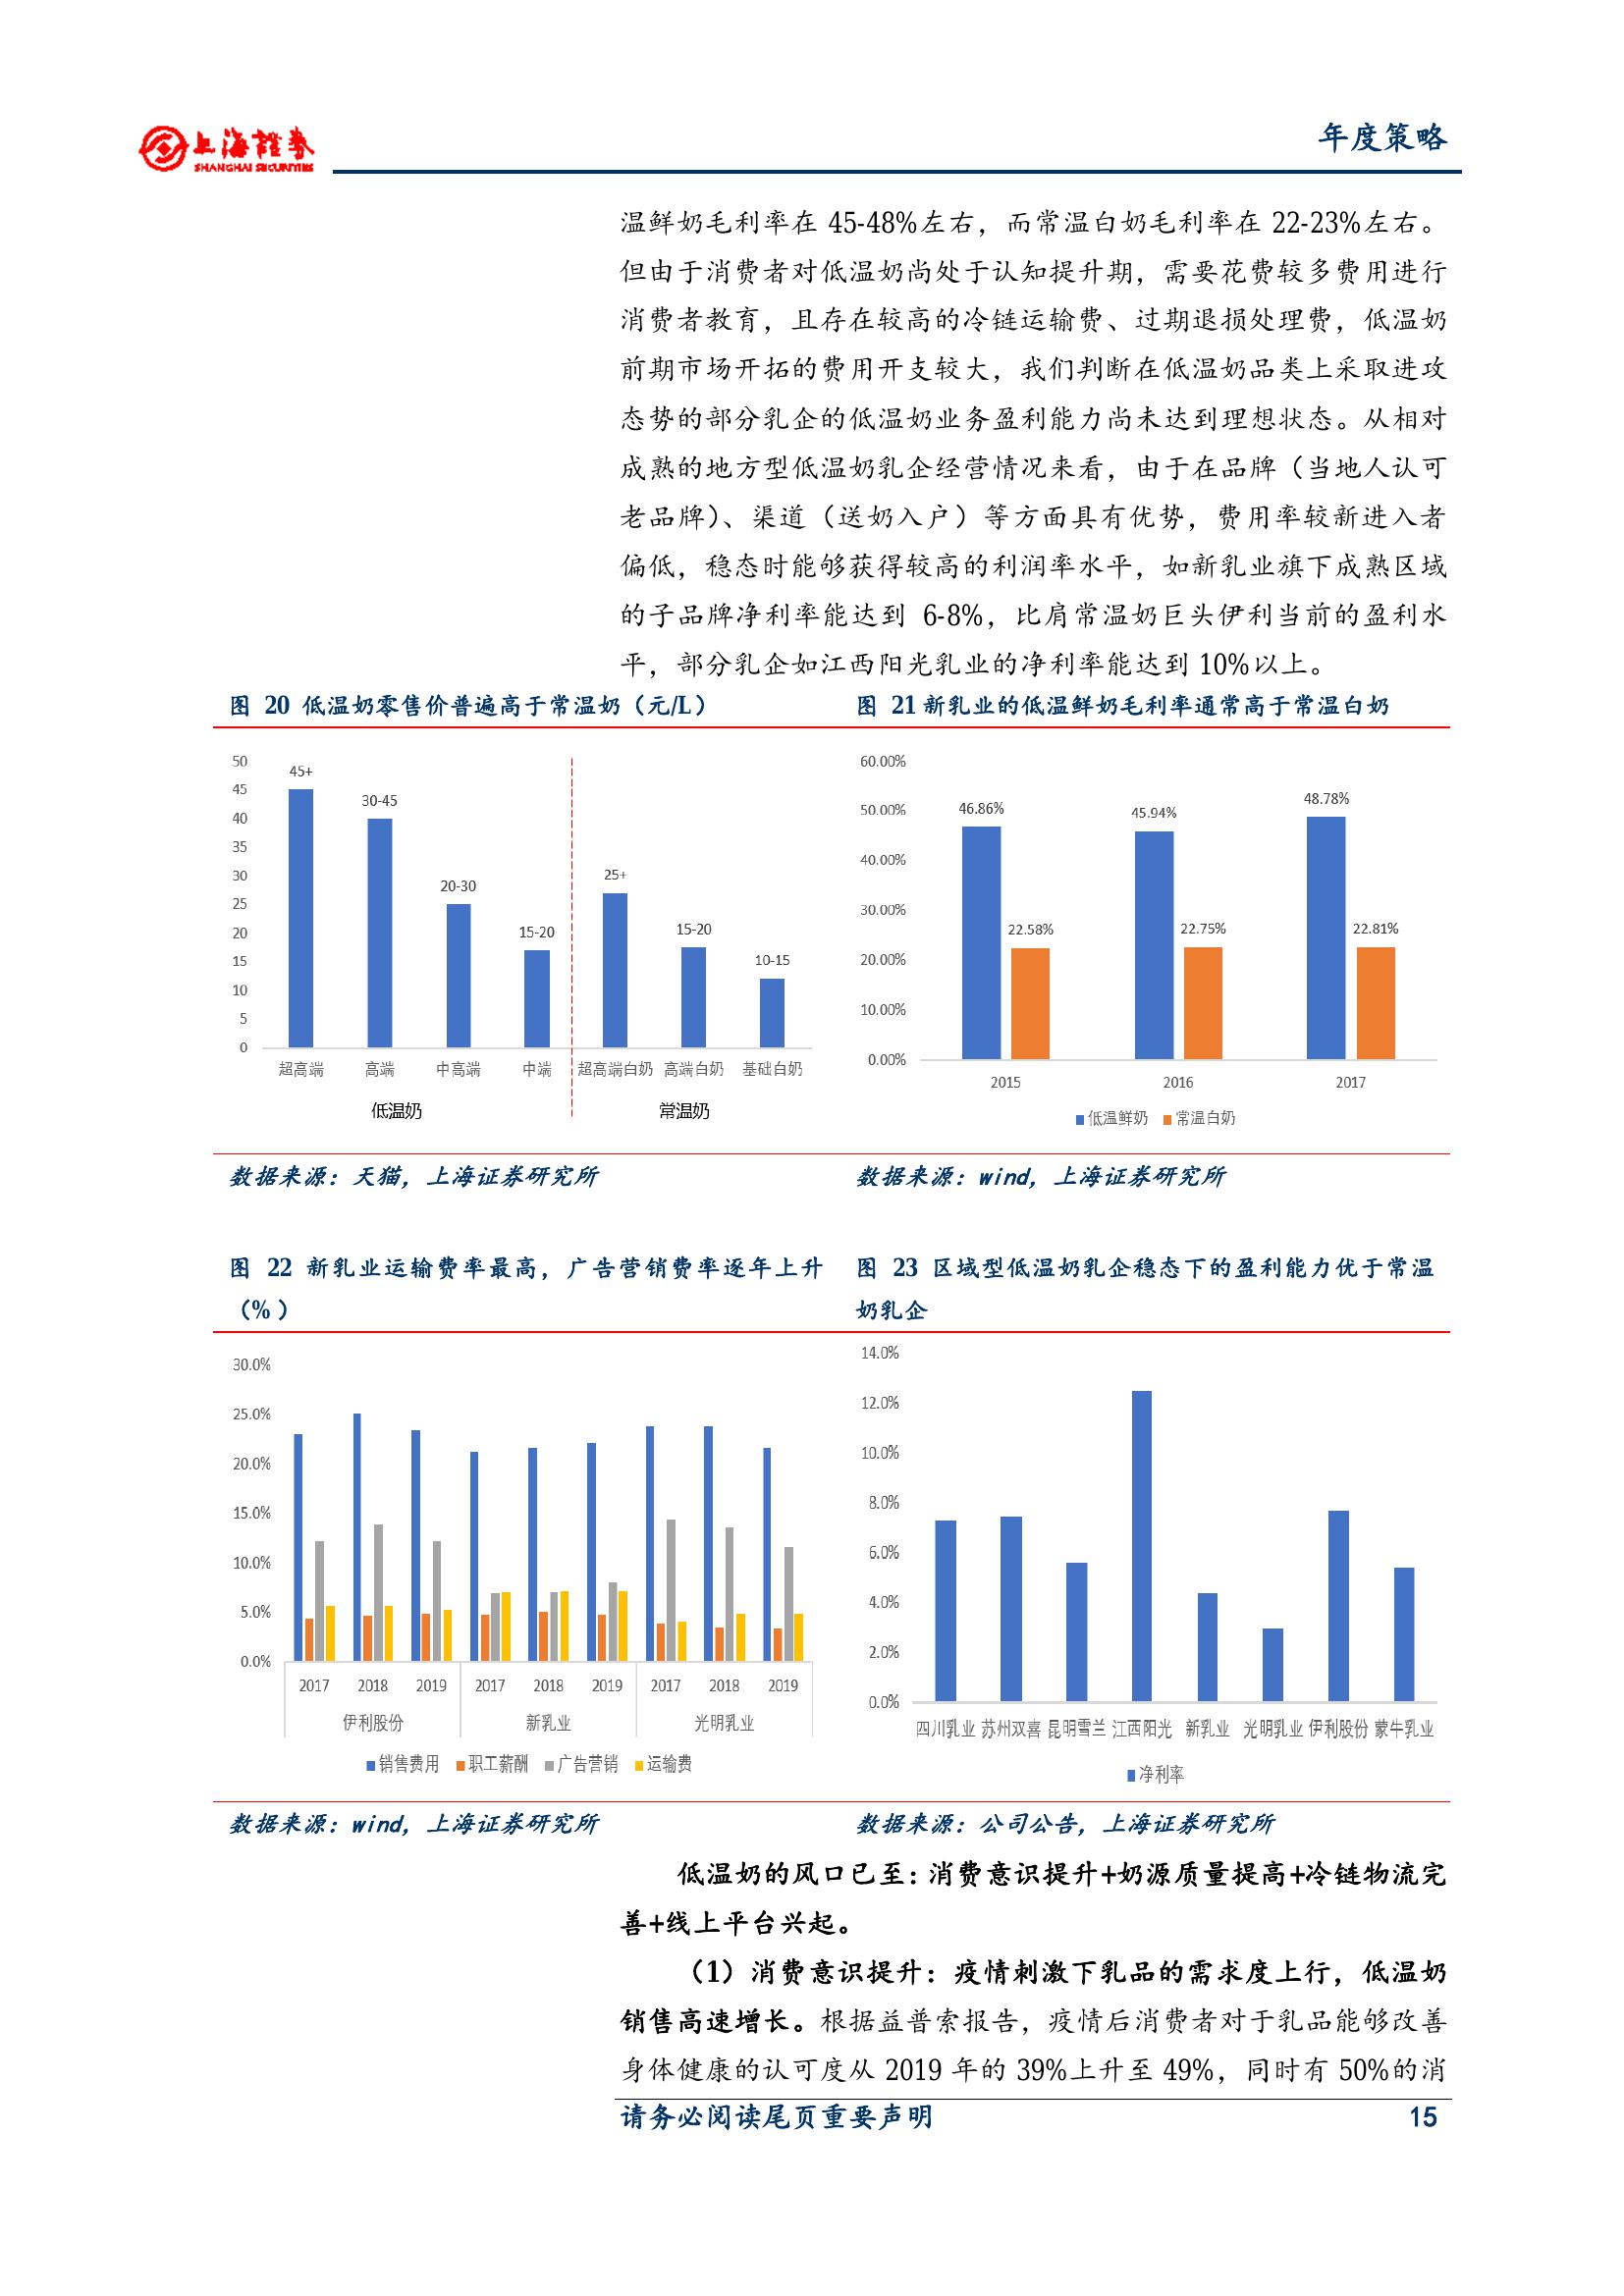 上海證券
SHANGHAI SECURITIES
年度策略
温鲜奶毛利率在 45-48%左右，而常温白奶毛利率在 22-23%左右。
但由于消费者对低温奶尚处于认知提升期，需要花费较多费用进行
消费者教育，且存在较高的冷链运输费、过期退损处理费，低温奶
前期市场开拓的费用开支较大，我们判断在低温奶品类上采取进攻
态势的部分乳企的低温奶业务盈利能力尚未达到理想状态。从相对
成熟的地方型低温奶乳企经营情况来看，由于在品牌（当地人认可
老品牌）、渠道（送奶入户）等方面具有优势，费用率较新进入者
偏低，稳态时能够获得较高的利润率水平，如新乳业旗下成熟区域
的子品牌净利率能达到 6-8%，比肩常温奶巨头伊利当前的盈利水
平，部分乳企如江西阳光乳业的净利率能达到 10%以上。
图 20 低温奶零售价普遍高于常温奶（元/L）
50
45
40
35
30
25
20
15
10
5
0
45+
30-45
20-30
15-20
25+
15-20
10-15
超高端 高端 中高端 中端 超高端白奶 高端白奶 基础白奶
低温奶 常温奶
数据来源：天猫，上海证券研究所
图 21 新乳业的低温鲜奶毛利率通常高于常温白奶
60.00%
50.00%
40.00%
30.00%
20.00%
10.00%
0.00%
46.86%
22.58%
45.94%
22.75%
48.78%
22.81%
2015 2016 2017
低温鲜奶 常温白奶
数据来源：wind，上海证券研究所
图 22 新乳业运输费率最高，广告营销费率逐年上升
（%）
30.0%
25.0%
20.0%
15.0%
10.0%
5.0%
0.0%
2017 2018 2019 2017 2018 2019 2017 2018 2019
伊利股份 新乳业 光明乳业
销售费用 职工薪酬 广告营销 运输费
数据来源：wind，上海证券研究所
图 23 区域型低温奶乳企稳态下的盈利能力优于常温
奶乳企
14.0%
12.0%
10.0%
8.0%
6.0%
4.0%
2.0%
0.0%
四川乳业 苏州双喜 昆明雪兰 江西阳光 新乳业 光明乳业 伊利股份 蒙牛乳业
净利率
数据来源：公司公告，上海证券研究所
低温奶的风口已至：消费意识提升+奶源质量提高+冷链物流完
善+线上平台兴起。
（1）消费意识提升：疫情刺激下乳品的需求度上行，低温奶
销售高速增长。根据益普索报告，疫情后消费者对于乳品能够改善
身体健康的认可度从 2019 年的 39%上升至 49%，同时有 50%的消
请务必阅读尾页重要声明 15